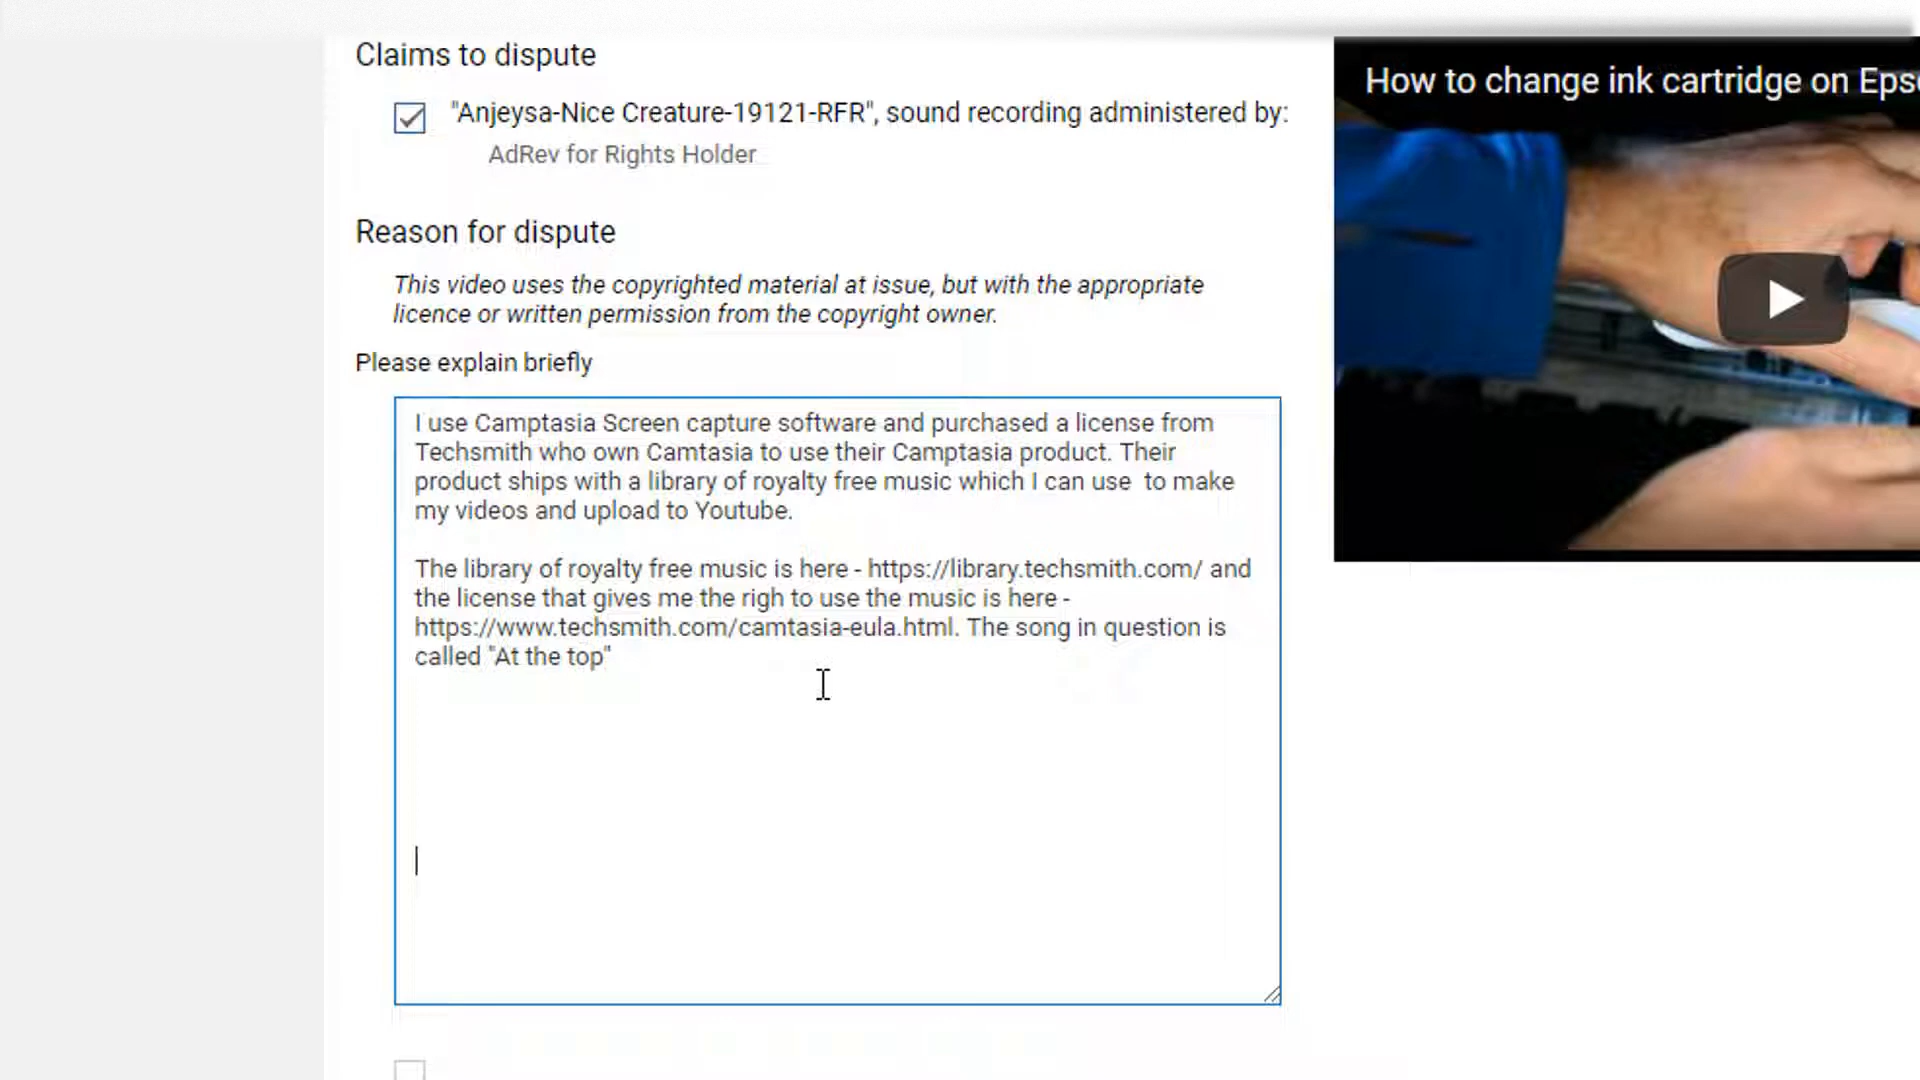 Claims to dispute
"Anjeysa-Nice Creature-19121-RFR", sound recording administered by:
AdRev for Rights Holder
Reason for dispute
This video uses the copyrighted material at issue, but with the appropriate
licence or written permission from the copyright owner.
Please explain briefly
I use Camptasia Screen capture software and purchased a license from
Techsmith who own Camtasia to use their Camptasia product. Their
product ships with a library of royalty free music which I can use  to make
my videos and upload to Youtube.
The library of royalty free music is here - https://library.techsmith.com/ and
the license that gives me the righ to use the music is here -
https://www.techsmith.com/camtasia-eula.html. The song in question is
called "At the top"
How to change ink cartridge on Eps